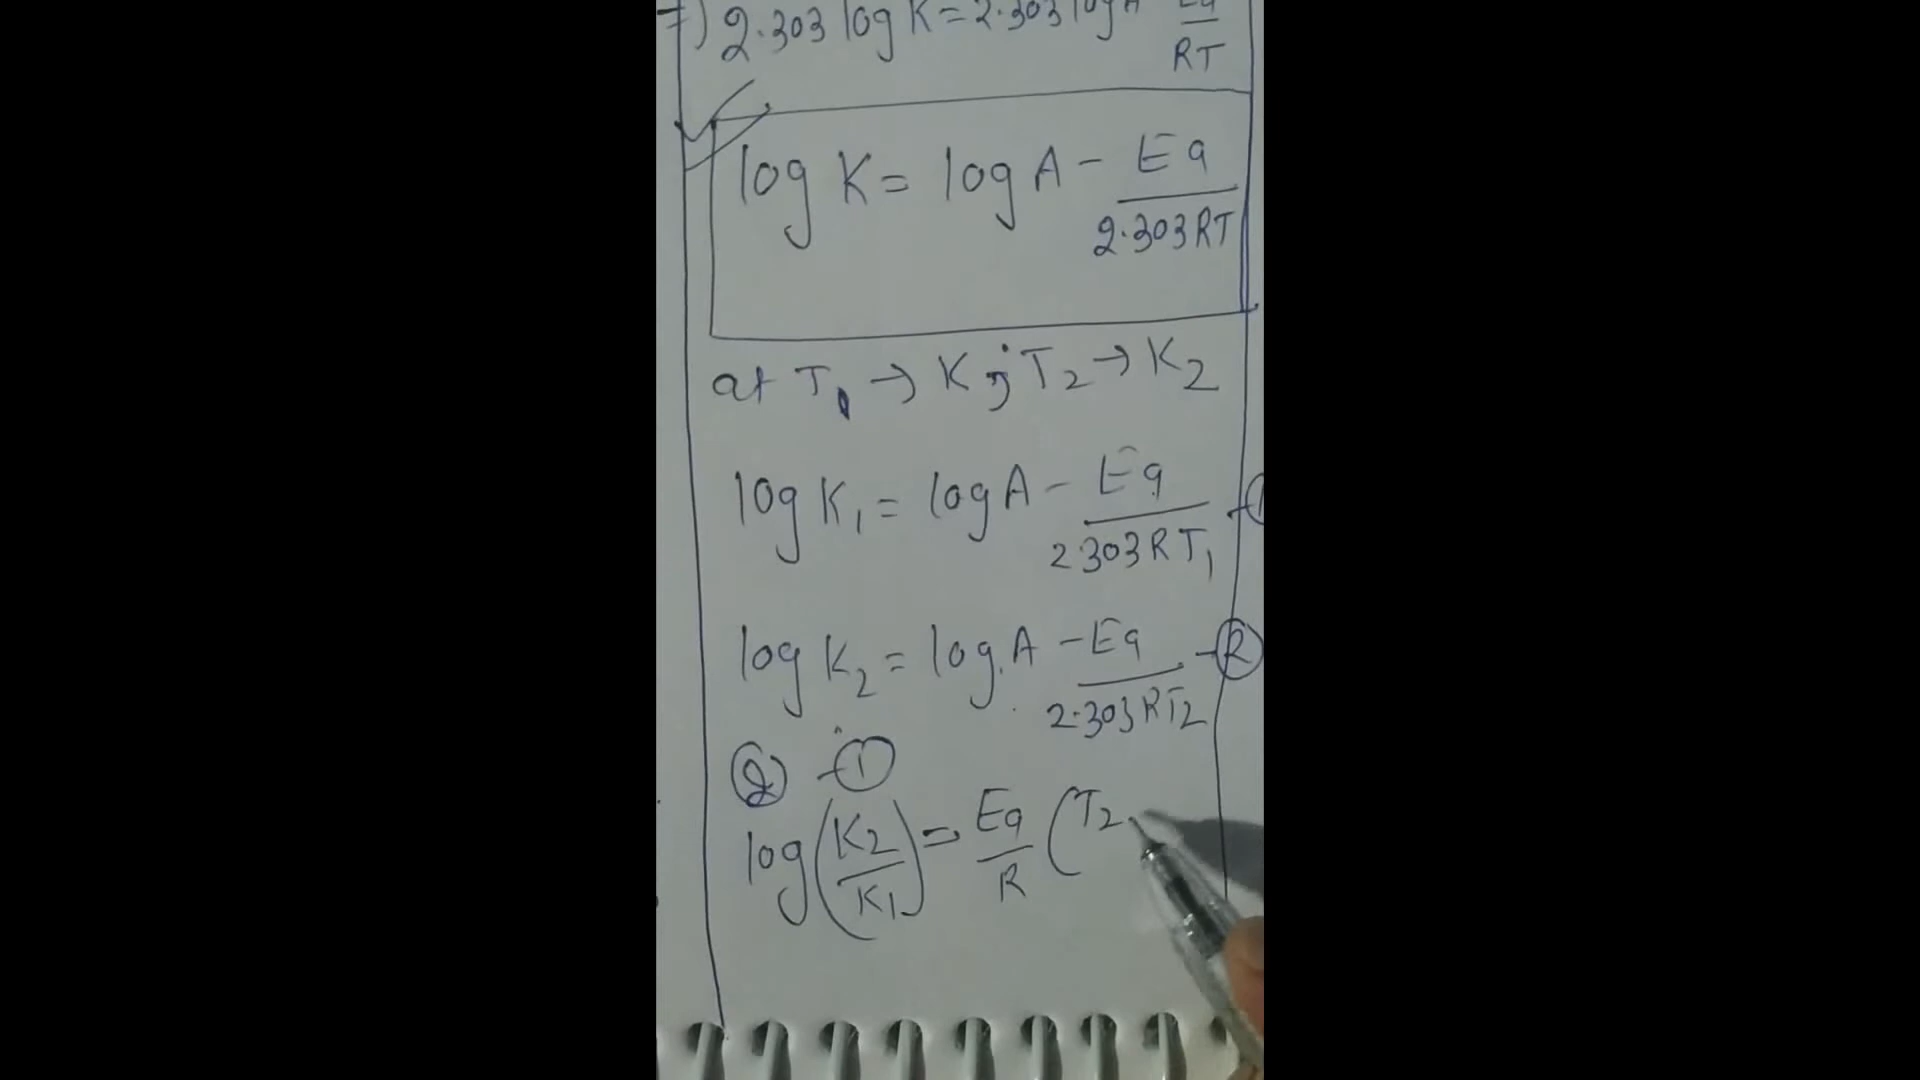 ⇒) 2.303 log K = 2.303 log A Ea/RT
log K = log A - Ea/2.303RT
at T1 → K ; T2 → K2
log K1 = log A - Ea/2.303RT1 - ①
log K2 = log A - Ea/2.303RT2 - ②
② - ①
log(K2/K1) = Ea/R (T2